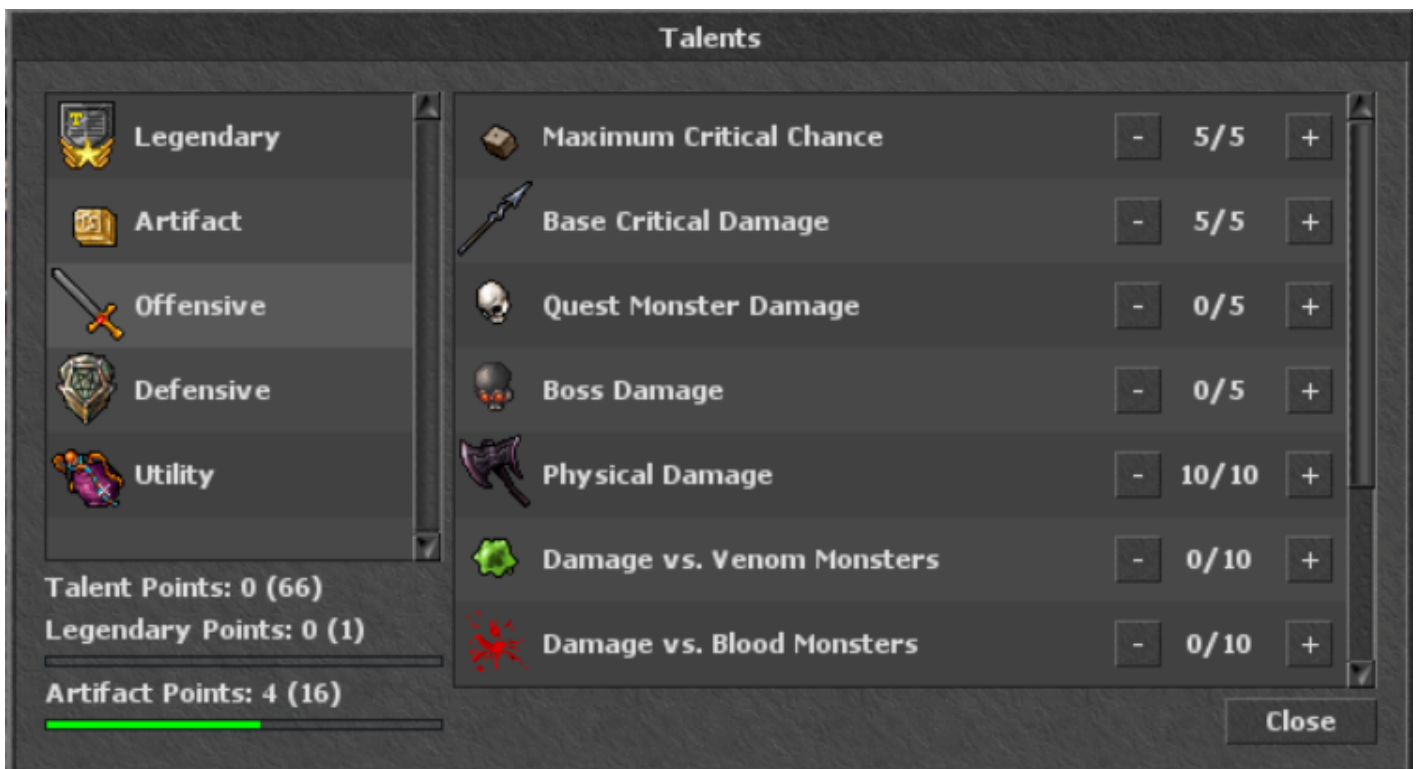 Talents
Legendary
Artifact
Offensive
Defensive
Utility
Talent Points: 0 (66)
Legendary Points: 0 (1)
Artifact Points: 4 (16)
Maximum Critical Chance - 5/5 +
Base Critical Damage - 5/5 +
Quest Monster Damage - 0/5 +
Boss Damage - 0/5 +
Physical Damage - 10/10 +
Damage vs. Venom Monsters - 0/10 +
Damage vs. Blood Monsters - 0/10 +
Close